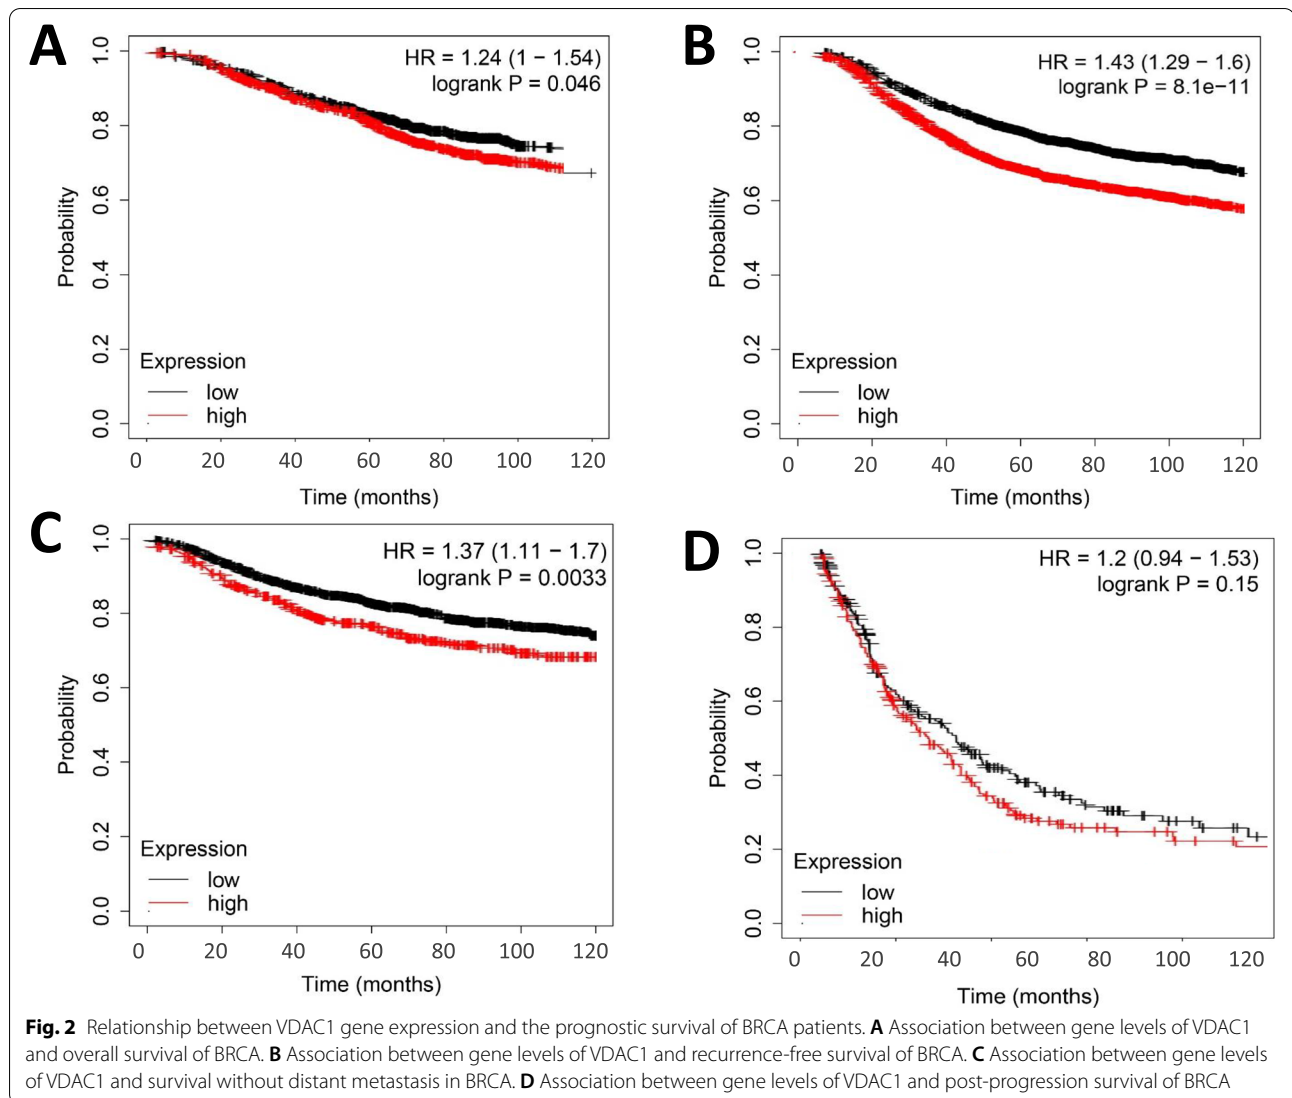 A
HR = 1.24 (1 − 1.54)
logrank P = 0.046
Probability
1.0
0.8
0.6
0.4
0.2
0.0
Expression
low
high
0 20 40 60 80 100 120
Time (months)
B
HR = 1.43 (1.29 − 1.6)
logrank P = 8.1e−11
Probability
1.0
0.8
0.6
0.4
0.2
0.0
Expression
low
high
0 20 40 60 80 100 120
Time (months)
C
HR = 1.37 (1.11 − 1.7)
logrank P = 0.0033
Probability
1.0
0.8
0.6
0.4
0.2
0.0
Expression
low
high
0 20 40 60 80 100 120
Time (months)
D
HR = 1.2 (0.94 − 1.53)
logrank P = 0.15
Probability
1.0
0.8
0.6
0.4
0.2
0.0
Expression
low
high
0 20 40 60 80 100 120
Time (months)
Fig. 2 Relationship between VDAC1 gene expression and the prognostic survival of BRCA patients. A Association between gene levels of VDAC1
and overall survival of BRCA. B Association between gene levels of VDAC1 and recurrence-free survival of BRCA. C Association between gene levels
of VDAC1 and survival without distant metastasis in BRCA. D Association between gene levels of VDAC1 and post-progression survival of BRCA